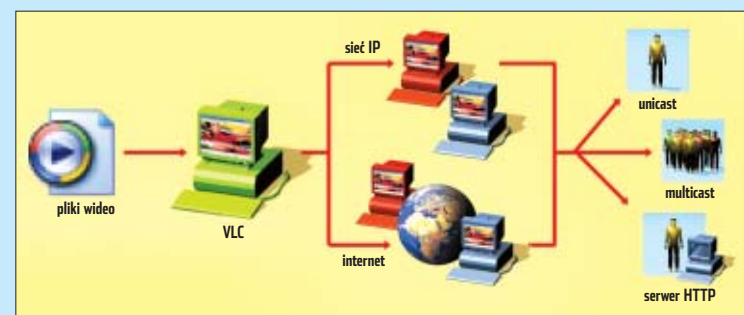 pliki wideo
VLC
sieć IP
internet
unicast
multicast
serwer HTTP